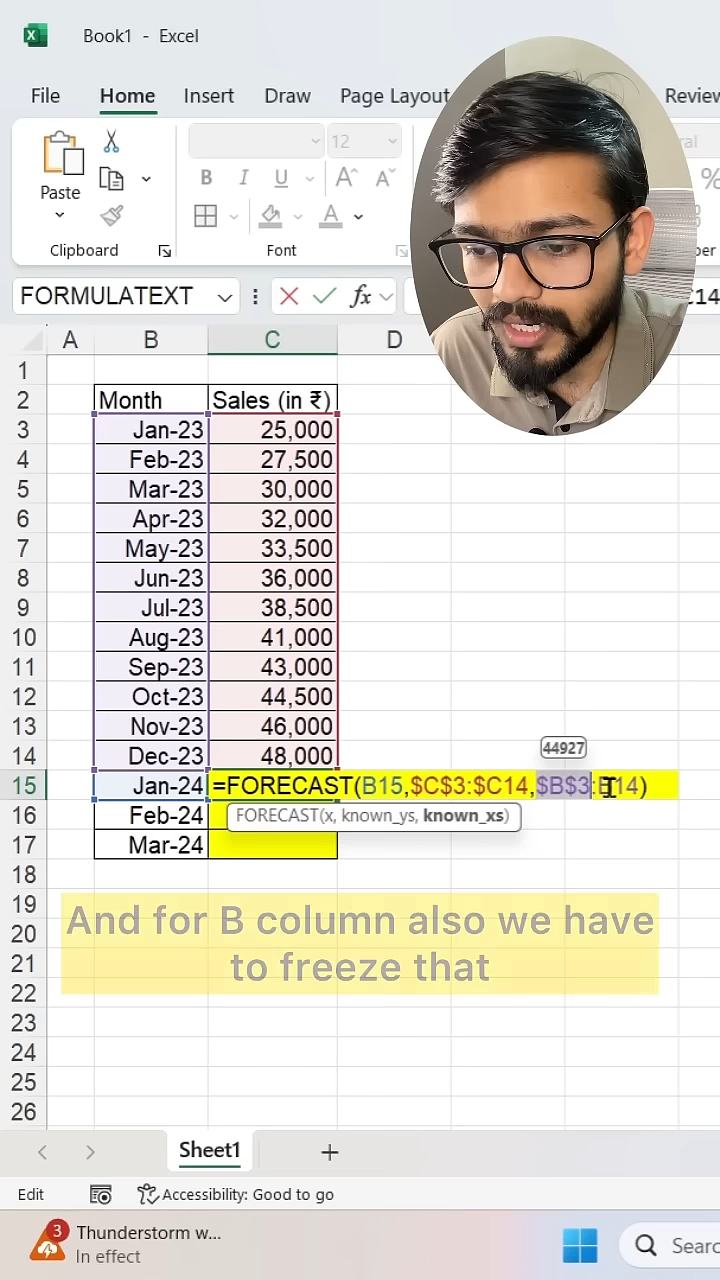 Book1 - Excel
File Home Insert Draw Page Layout Review
Paste
12
B I U A A
Clipboard Font
FORMULATEXT fx C14
A B C D
1
2 Month Sales (in ₹)
3 Jan-23 25,000
4 Feb-23 27,500
5 Mar-23 30,000
6 Apr-23 32,000
7 May-23 33,500
8 Jun-23 36,000
9 Jul-23 38,500
10 Aug-23 41,000
11 Sep-23 43,000
12 Oct-23 44,500
13 Nov-23 46,000
14 Dec-23 48,000
44927
15 Jan-24 =FORECAST(B15,$C$3:$C14,$B$3:B14)
16 Feb-24 FORECAST(x, known_ys, known_xs)
17 Mar-24
18
19
And for B column also we have
20
to freeze that
21
22
23
24
25
26
Sheet1
Edit Accessibility: Good to go
3 Thunderstorm w...
In effect
Searc